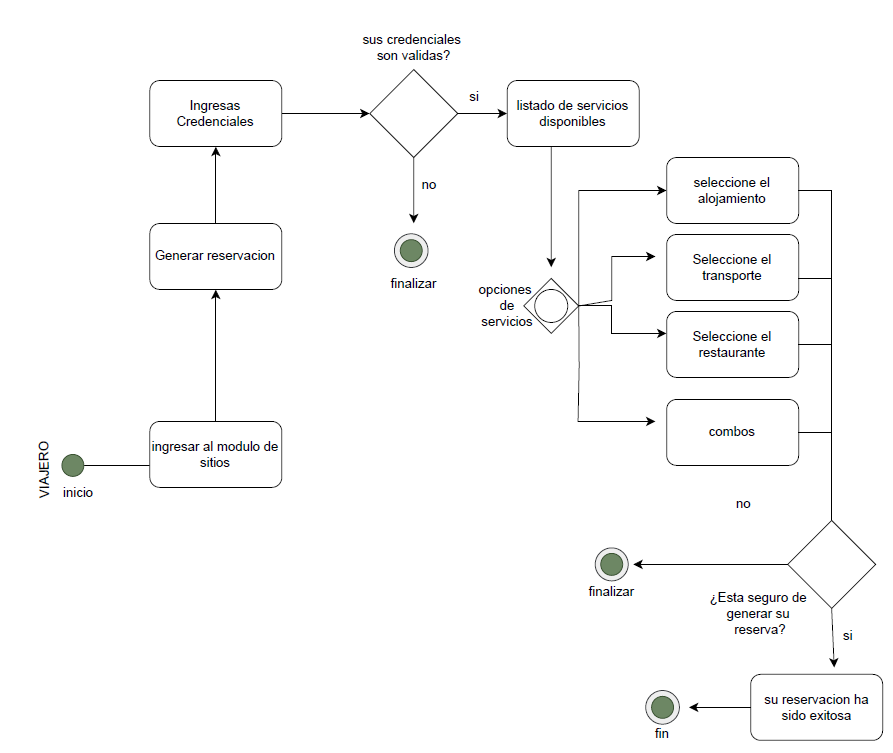 sus credenciales
son validas?
Ingresas
Credenciales
si
listado de servicios
disponibles
no
finalizar
Generar reservacion
opciones
de
servicios
seleccione el
alojamiento
Seleccione el
transporte
Seleccione el
restaurante
combos
VIAJERO
inicio
ingresar al modulo de
sitios
no
finalizar
¿Esta seguro de
generar su
reserva?
si
su reservacion ha
sido exitosa
fin